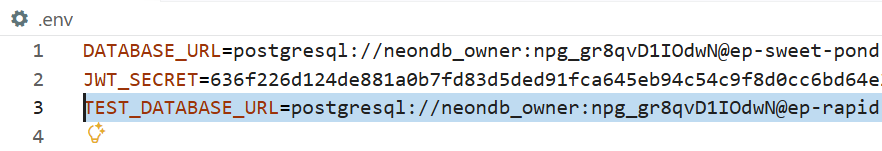 .env
1 DATABASE_URL=postgresql://neondb_owner:npg_gr8qvD1IOdwN@ep-sweet-pond
2 JWT_SECRET=636f226d124de881a0b7fd83d5ded91fca645eb94c54c9f8d0cc6bd64e
3 TEST_DATABASE_URL=postgresql://neondb_owner:npg_gr8qvD1IOdwN@ep-rapid
4